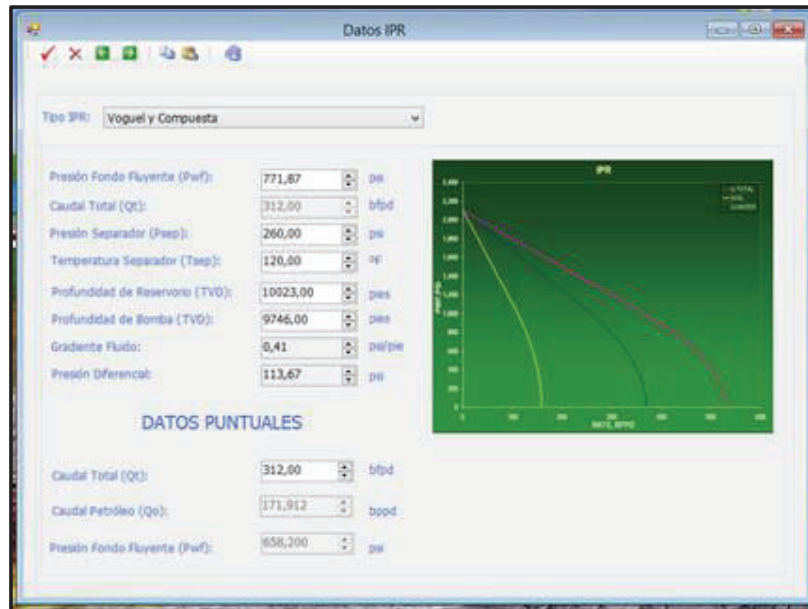 Datos IPR
Tipo IPR: Voguel y Compuesta
Presión Fondo Fluyente (Pwf): 771,87 psi
Caudal Total (Qt): 312,00 bfpd
Presión Separador (Psep): 260,00 psi
Temperatura Separador (Tsep): 120,00 ºF
Profundidad de Reservorio (TVD): 10023,00 pies
Profundidad de Bomba (TVD): 9746,00 pies
Gradiente Fluido: 0,41 psi/pie
Presión Diferencial: 113,67 psi
IPR
RATE, BFPD
DATOS PUNTUALES
Caudal Total (Qt): 312,00 bfpd
Caudal Petróleo (Qo): 171,912 bppd
Presión Fondo Fluyente (Pwf): 658,200 psi